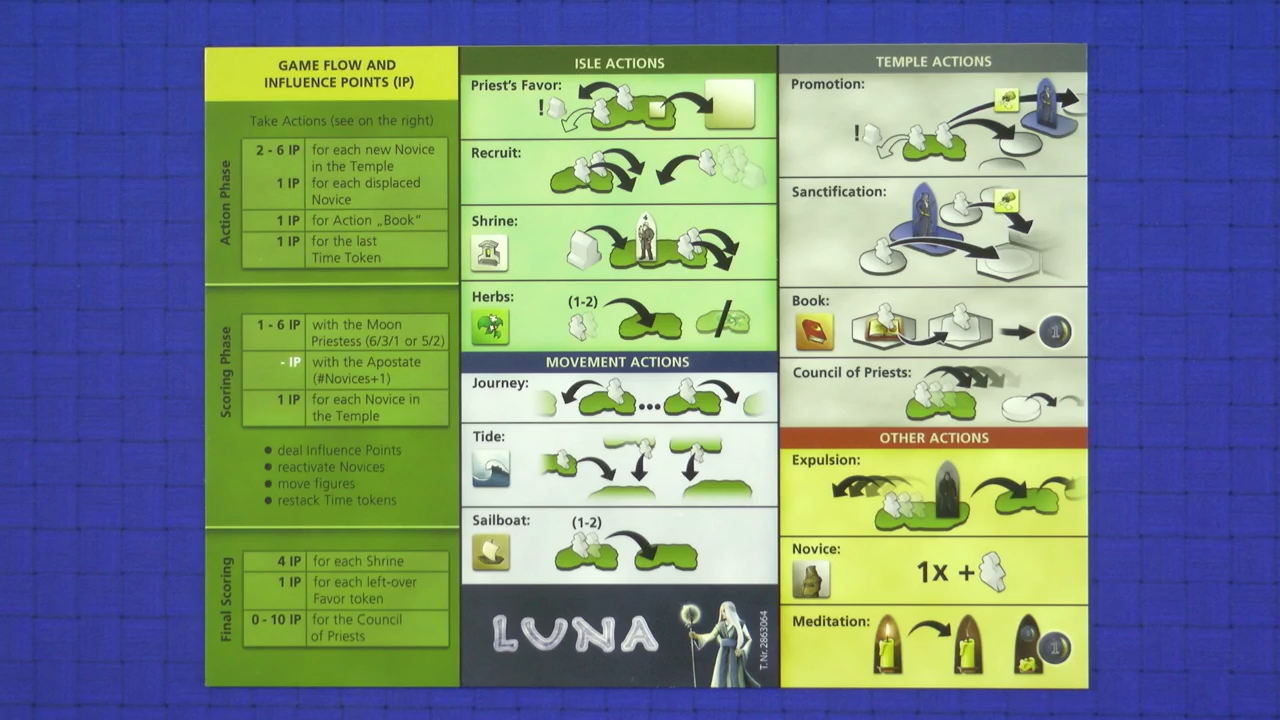 GAME FLOW AND
INFLUENCE POINTS (IP)
Take Actions (see on the right)
Action Phase
2 - 6 IP for each new Novice
in the Temple
1 IP for each displaced
Novice
1 IP for Action „Book“
1 IP for the last
Time Token
Scoring Phase
1 - 6 IP with the Moon
Priestess (6/3/1 or 5/2)
- IP with the Apostate
(#Novices+1)
1 IP for each Novice in
the Temple
● deal Influence Points
● reactivate Novices
● move figures
● restack Time tokens
Final Scoring
4 IP for each Shrine
1 IP for each left-over
Favor token
0 - 10 IP for the Council
of Priests
ISLE ACTIONS
Priest's Favor:
!
Recruit:
Shrine:
4
Herbs:
(1-2)
/
MOVEMENT ACTIONS
Journey:
...
Tide:
Sailboat:
(1-2)
LUNA
T.Nr.2863064
TEMPLE ACTIONS
Promotion:
!
Sanctification:
Book:
1
Council of Priests:
OTHER ACTIONS
Expulsion:
Novice:
1x +
Meditation:
1